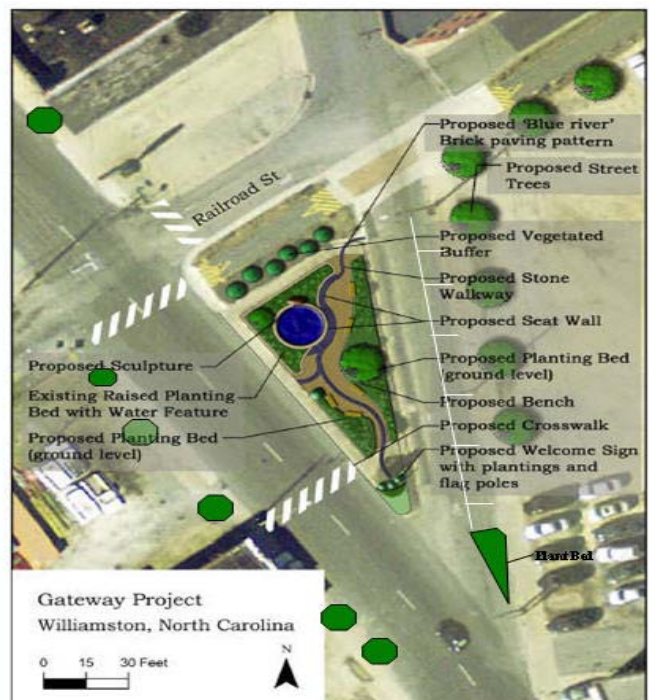 Proposed 'Blue river'
Brick paving pattern
Proposed Street
Trees
Railroad St
Proposed Vegetated
Buffer
Proposed Stone
Walkway
Proposed Seat Wall
Proposed Sculpture
Proposed Planting Bed
(ground level)
Existing Raised Planting
Bed with Water Feature
Proposed Bench
Proposed Crosswalk
Proposed Planting Bed
(ground level)
Proposed Welcome Sign
with plantings and
flag poles
Plant Bed
Gateway Project
Williamston, North Carolina
N
0 15 30 Feet